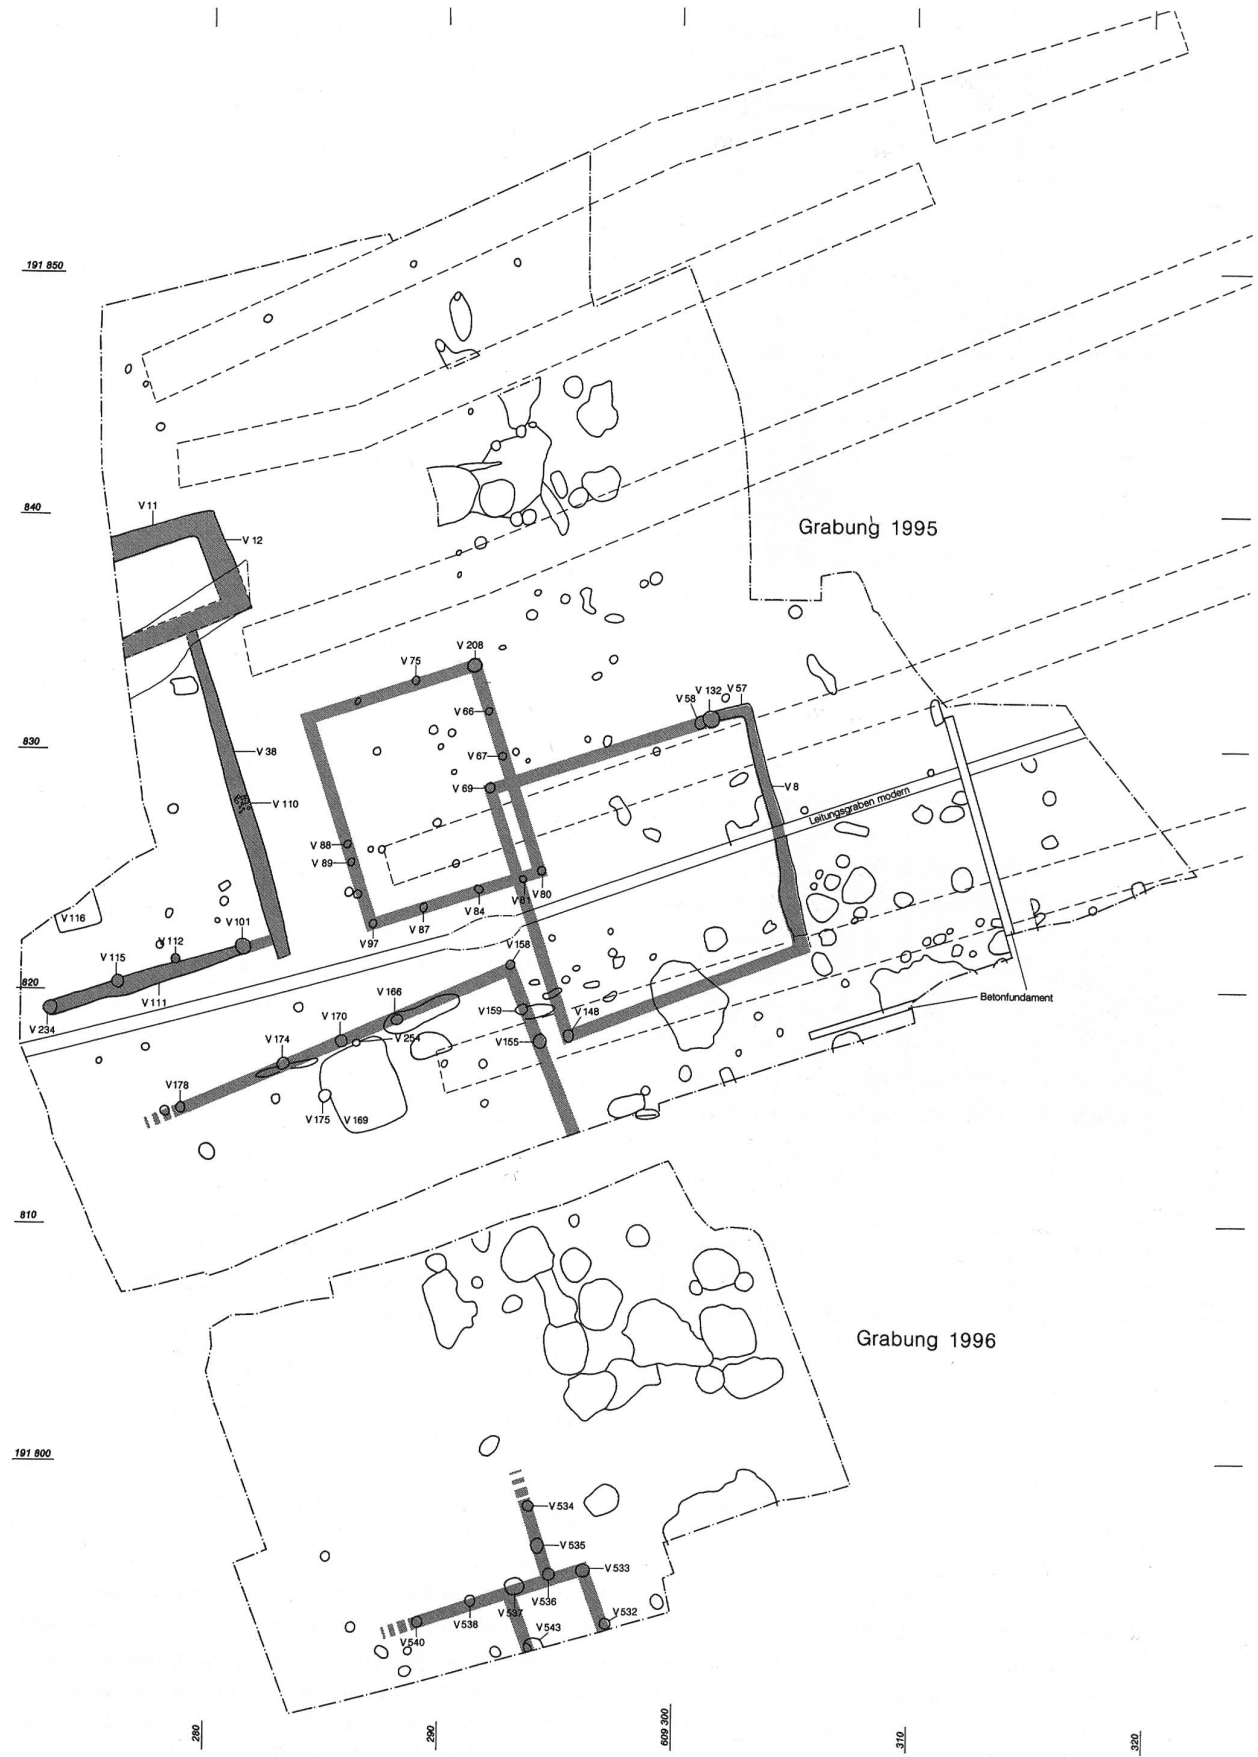 191 850
840
V 11
V 12
Grabung 1995
V 208
V 75
V 66
V 132
V 57
V 58
830
V 67
V 38
V 69
V 8
V 110
Leitungsgraben modern
V 88
V 89
V 80
V 81
V 84
V 87
V 97
V 116
V 101
V 112
V 115
V 158
820
V 111
V 234
V 166
V 159
V 148
Betonfundament
V 170
V 254
V 155
V 174
V 178
V 175
V 169
810
Grabung 1996
191 800
V 534
V 535
V 533
V 536
V 537
V 538
V 532
V 540
V 543
280
290
609 300
310
320